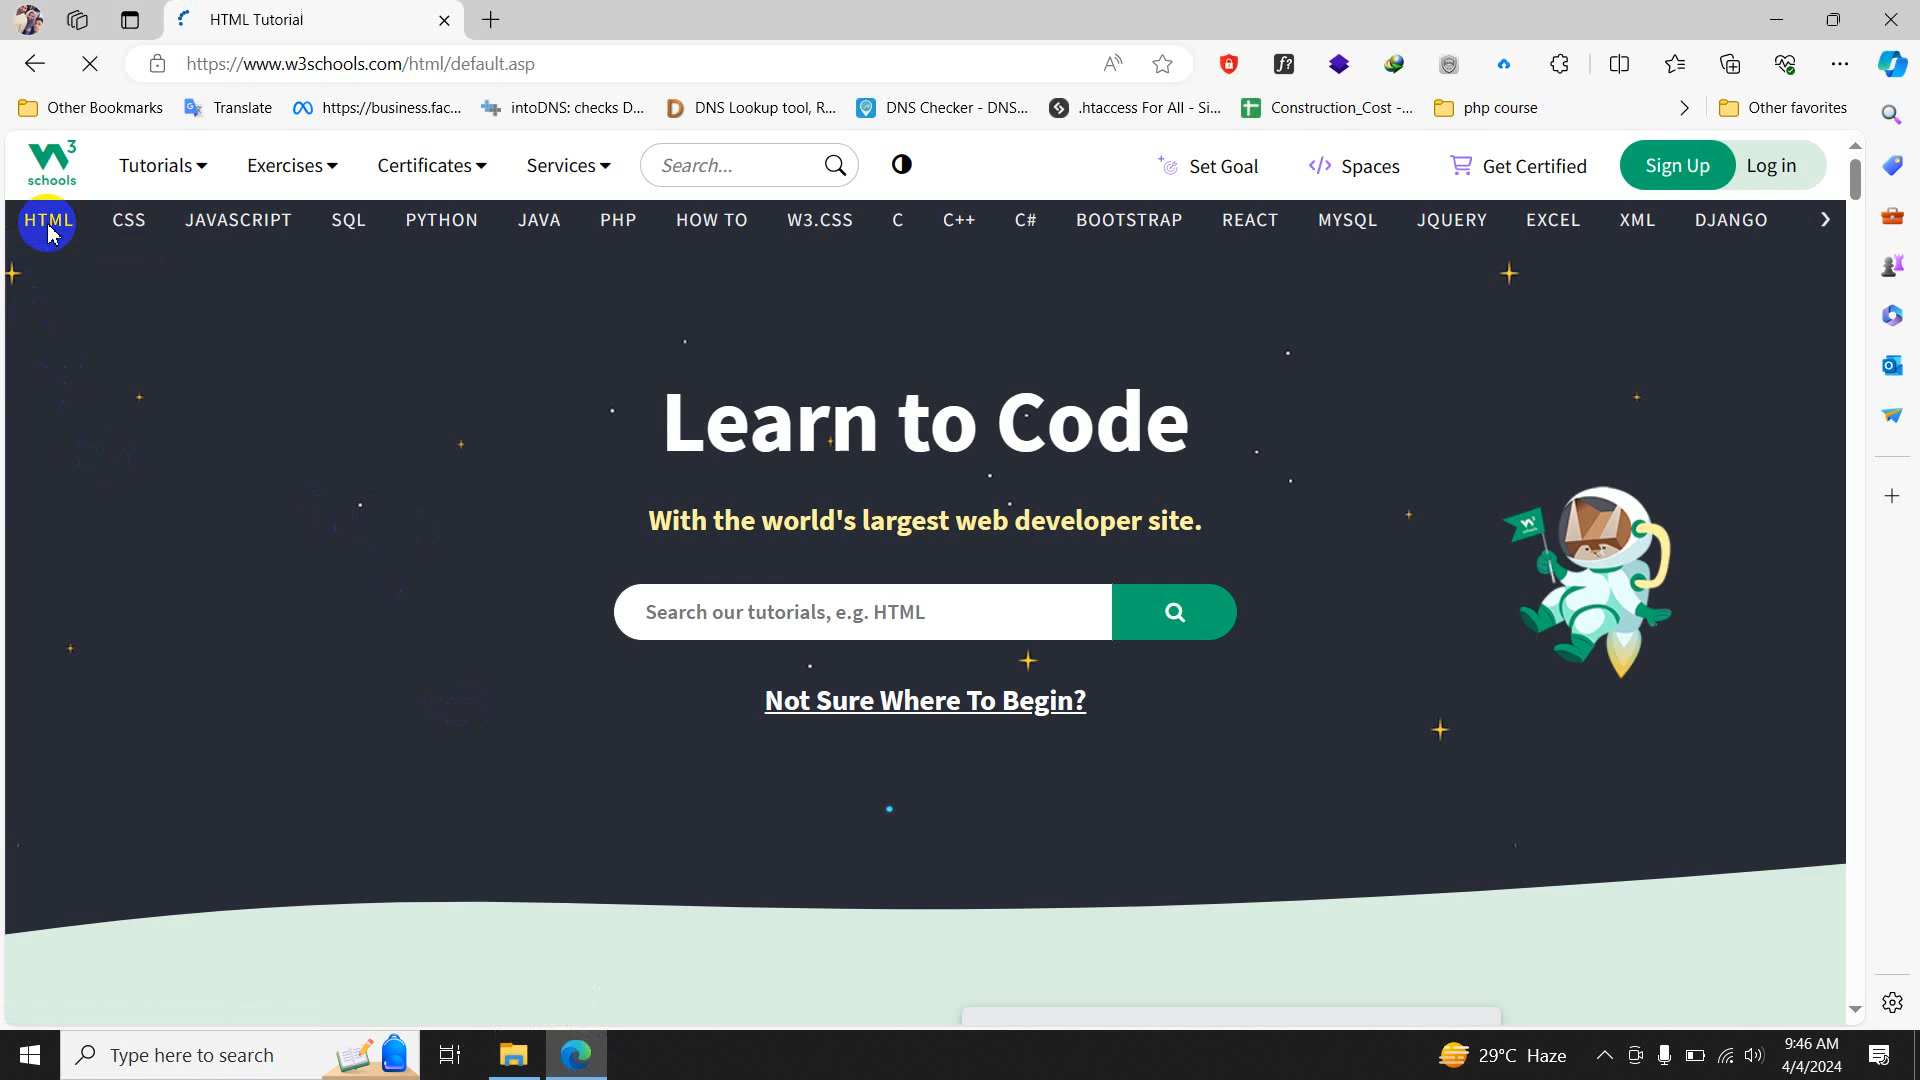 HTML Tutorial
https://www.w3schools.com/html/default.asp
Other Bookmarks Translate https://business.fac... intoDNS: checks D... DNS Lookup tool, R... DNS Checker - DNS... .htaccess For All - Si... Construction_Cost -... php course Other favorites
W3 schools
Tutorials Exercises Certificates Services Search... Set Goal Spaces Get Certified Sign Up Log in
HTML CSS JAVASCRIPT SQL PYTHON JAVA PHP HOW TO W3.CSS C C++ C# BOOTSTRAP REACT MYSQL JQUERY EXCEL XML DJANGO
Learn to Code
With the world's largest web developer site.
Search our tutorials, e.g. HTML
Not Sure Where To Begin?
Type here to search
29°C Haze
9:46 AM
4/4/2024